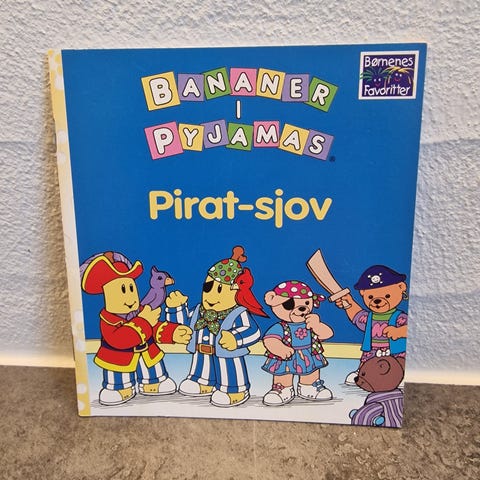 Børnenes
Favoritter
BANANER
I
PYJAMAS®
Pirat-sjov